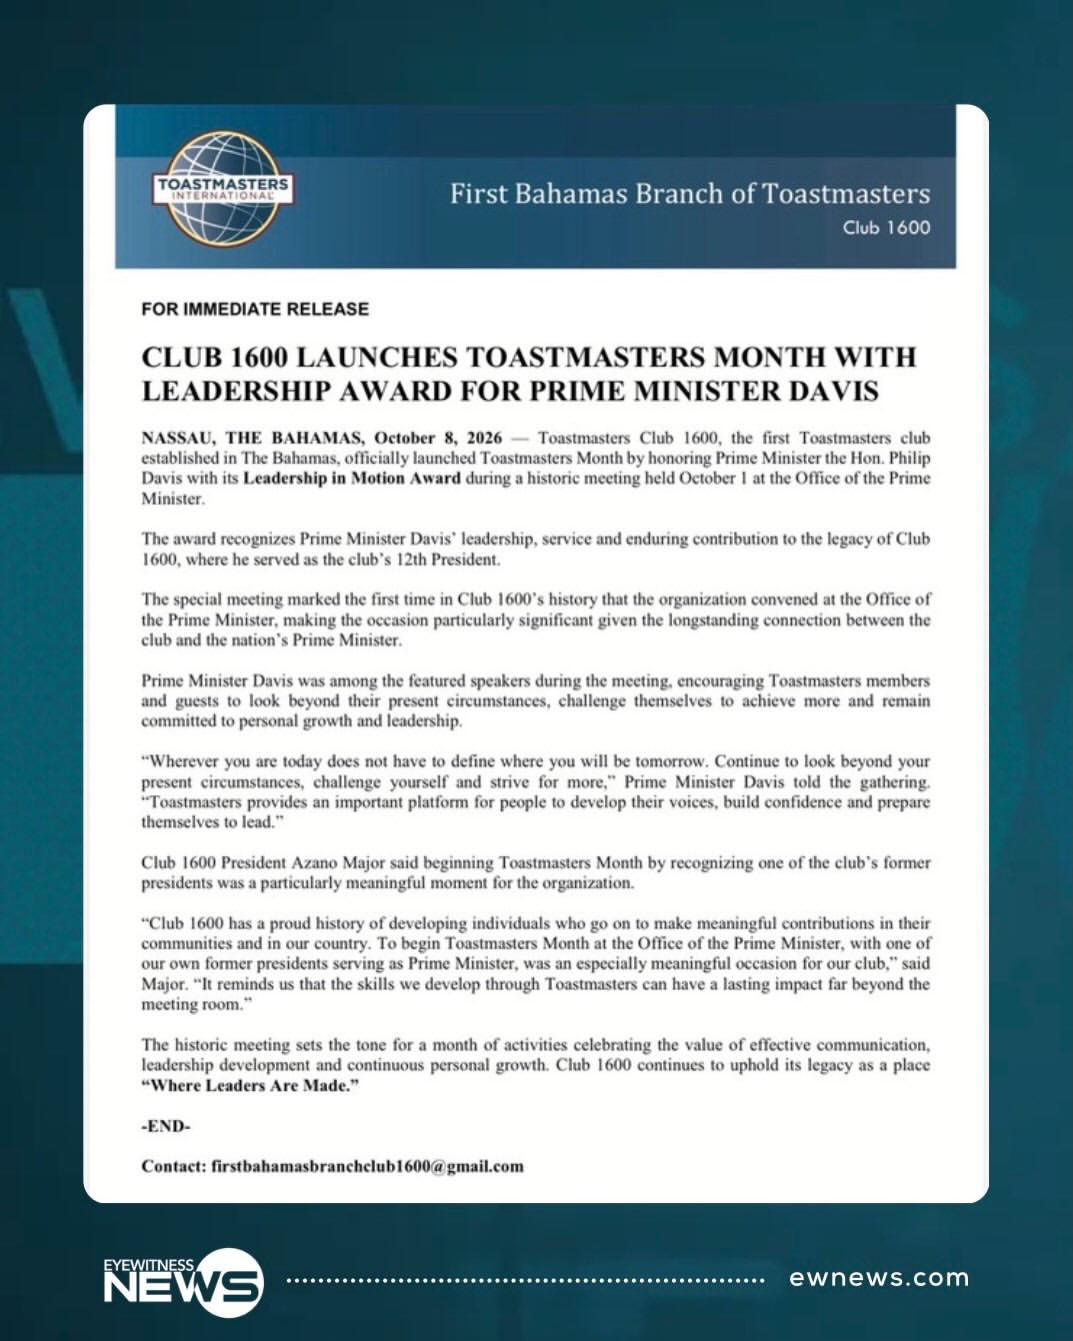 TOASTMASTERS
INTERNATIONAL
First Bahamas Branch of Toastmasters
Club 1600
FOR IMMEDIATE RELEASE
CLUB 1600 LAUNCHES TOASTMASTERS MONTH WITH
LEADERSHIP AWARD FOR PRIME MINISTER DAVIS
NASSAU, THE BAHAMAS, October 8, 2026 — Toastmasters Club 1600, the first Toastmasters club
established in The Bahamas, officially launched Toastmasters Month by honoring Prime Minister the Hon. Philip
Davis with its Leadership in Motion Award during a historic meeting held October 1 at the Office of the Prime
Minister.
The award recognizes Prime Minister Davis’ leadership, service and enduring contribution to the legacy of Club
1600, where he served as the club’s 12th President.
The special meeting marked the first time in Club 1600’s history that the organization convened at the Office of
the Prime Minister, making the occasion particularly significant given the longstanding connection between the
club and the nation’s Prime Minister.
Prime Minister Davis was among the featured speakers during the meeting, encouraging Toastmasters members
and guests to look beyond their present circumstances, challenge themselves to achieve more and remain
committed to personal growth and leadership.
“Wherever you are today does not have to define where you will be tomorrow. Continue to look beyond your
present circumstances, challenge yourself and strive for more,” Prime Minister Davis told the gathering.
“Toastmasters provides an important platform for people to develop their voices, build confidence and prepare
themselves to lead.”
Club 1600 President Azano Major said beginning Toastmasters Month by recognizing one of the club’s former
presidents was a particularly meaningful moment for the organization.
“Club 1600 has a proud history of developing individuals who go on to make meaningful contributions in their
communities and in our country. To begin Toastmasters Month at the Office of the Prime Minister, with one of
our own former presidents serving as Prime Minister, was an especially meaningful occasion for our club,” said
Major. “It reminds us that the skills we develop through Toastmasters can have a lasting impact far beyond the
meeting room.”
The historic meeting sets the tone for a month of activities celebrating the value of effective communication,
leadership development and continuous personal growth. Club 1600 continues to uphold its legacy as a place
“Where Leaders Are Made.”
-END-
Contact: firstbahamasbranchclub1600@gmail.com
EYEWITNESS
NEWS
ewnews.com